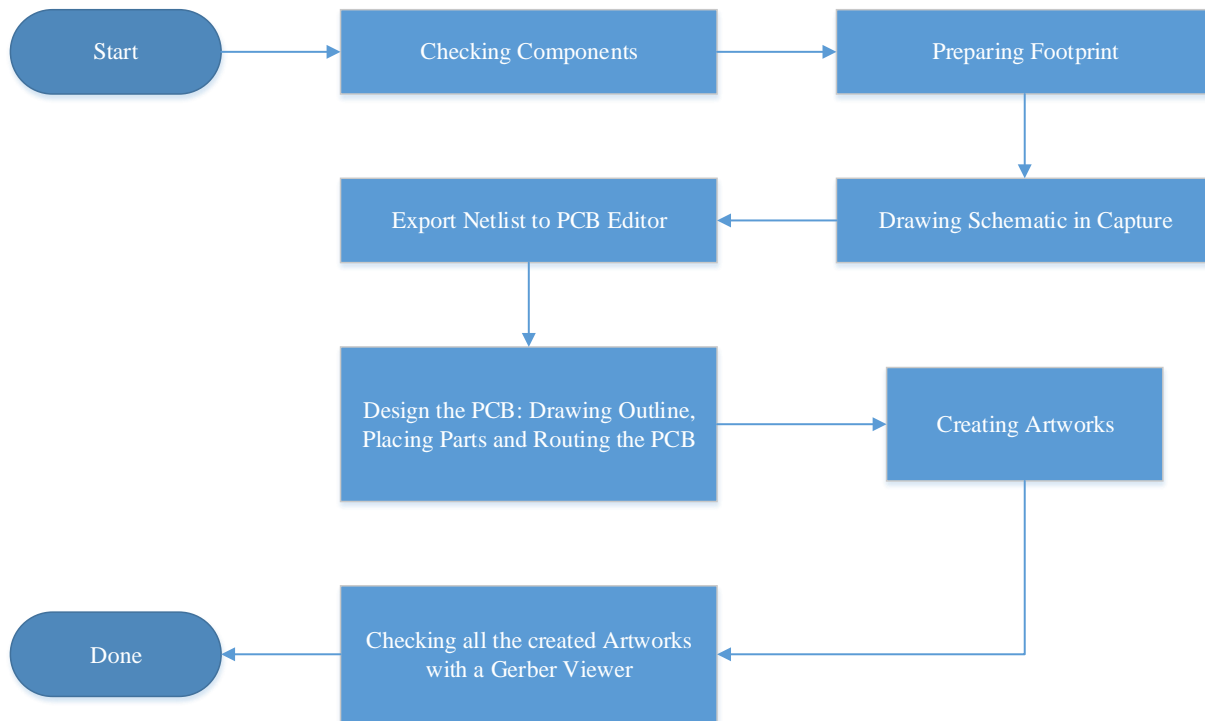 Start
Checking Components
Preparing Footprint
Export Netlist to PCB Editor
Drawing Schematic in Capture
Design the PCB: Drawing Outline,
Placing Parts and Routing the PCB
Creating Artworks
Done
Checking all the created Artworks
with a Gerber Viewer